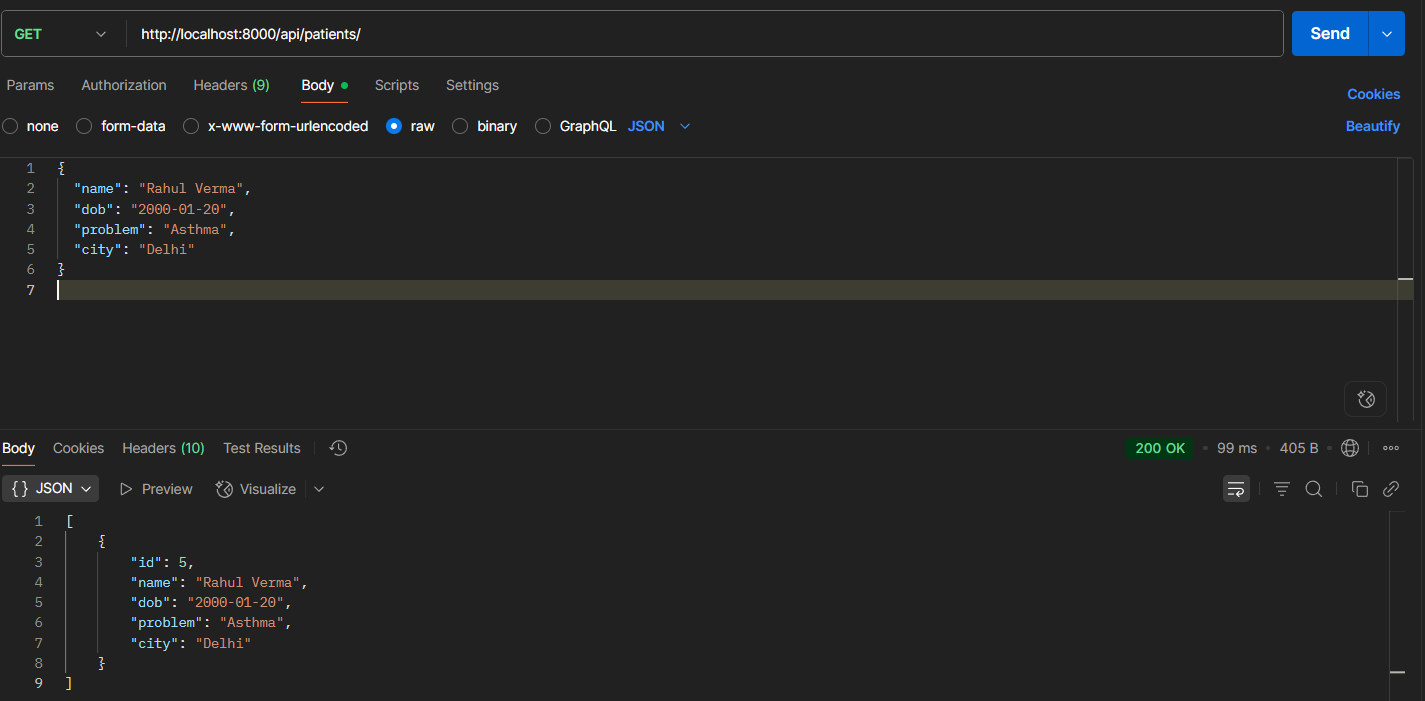 GET http://localhost:8000/api/patients/ Send
Params Authorization Headers (9) Body Scripts Settings Cookies
none form-data x-www-form-urlencoded raw binary GraphQL JSON Beautify
1 {
2 "name": "Rahul Verma",
3 "dob": "2000-01-20",
4 "problem": "Asthma",
5 "city": "Delhi"
6 }
7
Body Cookies Headers (10) Test Results 200 OK 99 ms 405 B
{} JSON Preview Visualize
1 [
2 {
3 "id": 5,
4 "name": "Rahul Verma",
5 "dob": "2000-01-20",
6 "problem": "Asthma",
7 "city": "Delhi"
8 }
9 ]